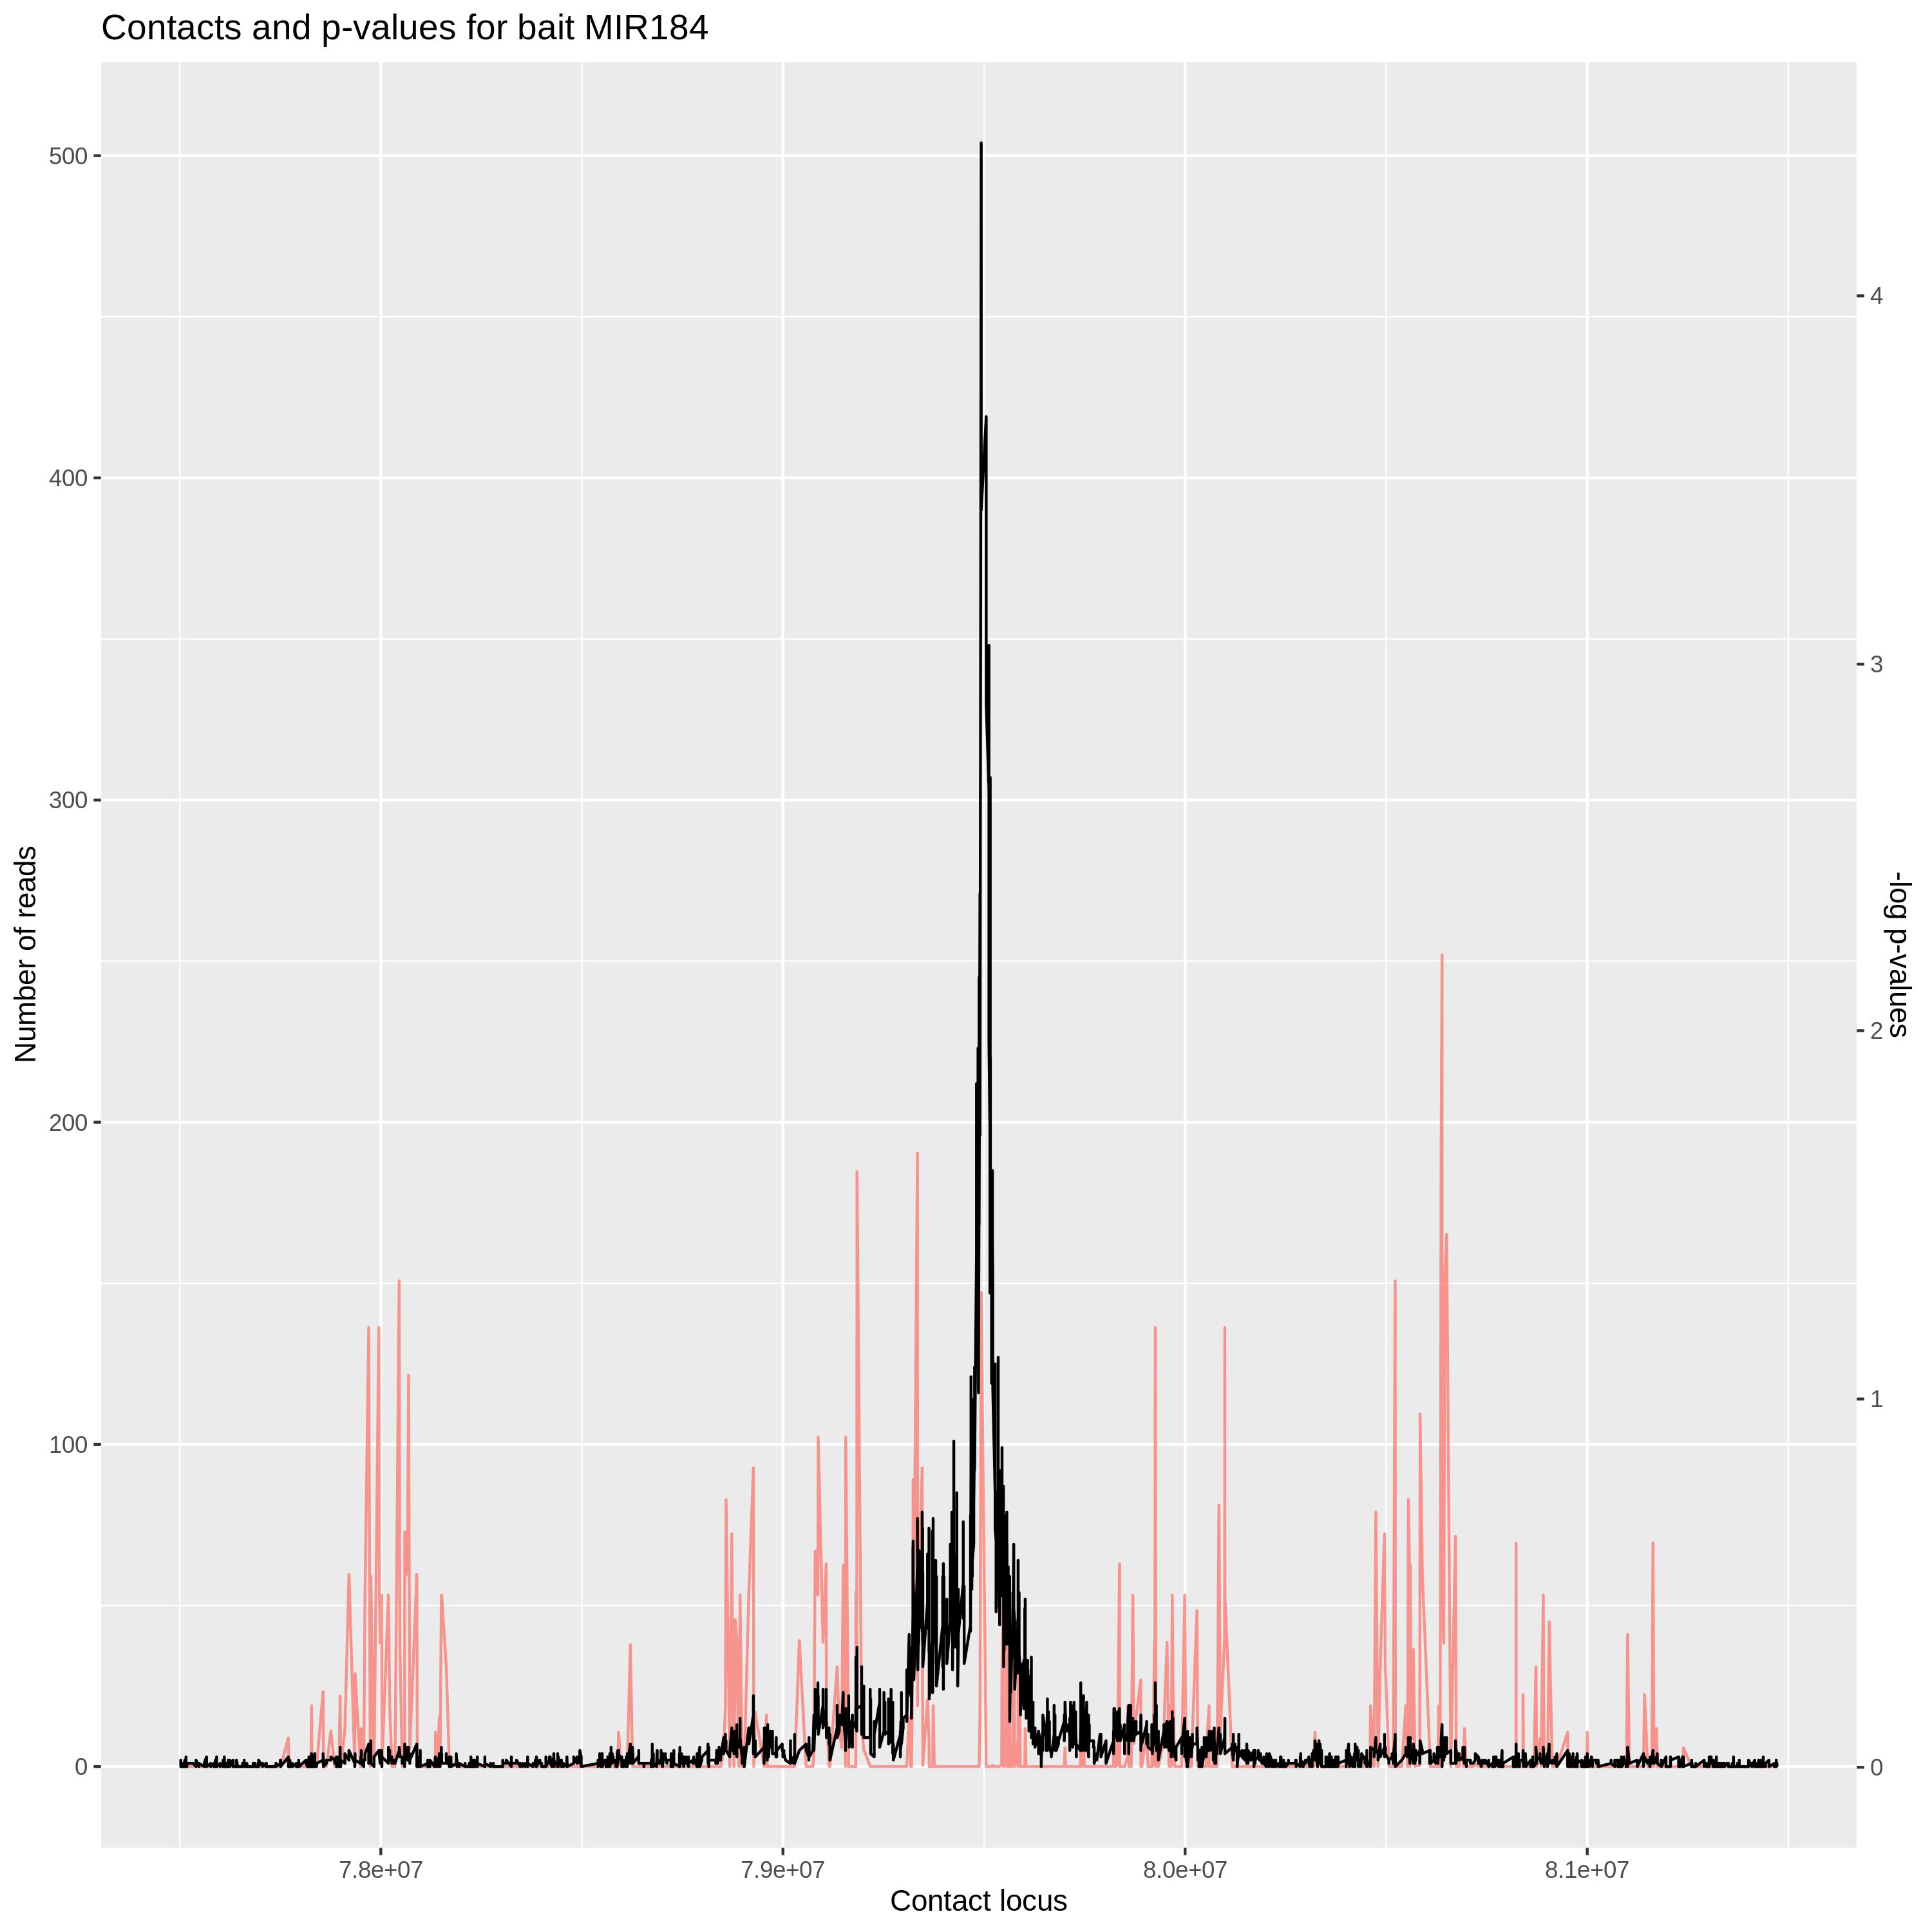 Contacts and p-values for bait MIR184
500
400
300
200
100
0
Number of reads
4
3
2
1
0
-log p-values
7.8e+07
7.9e+07
8.0e+07
8.1e+07
Contact locus